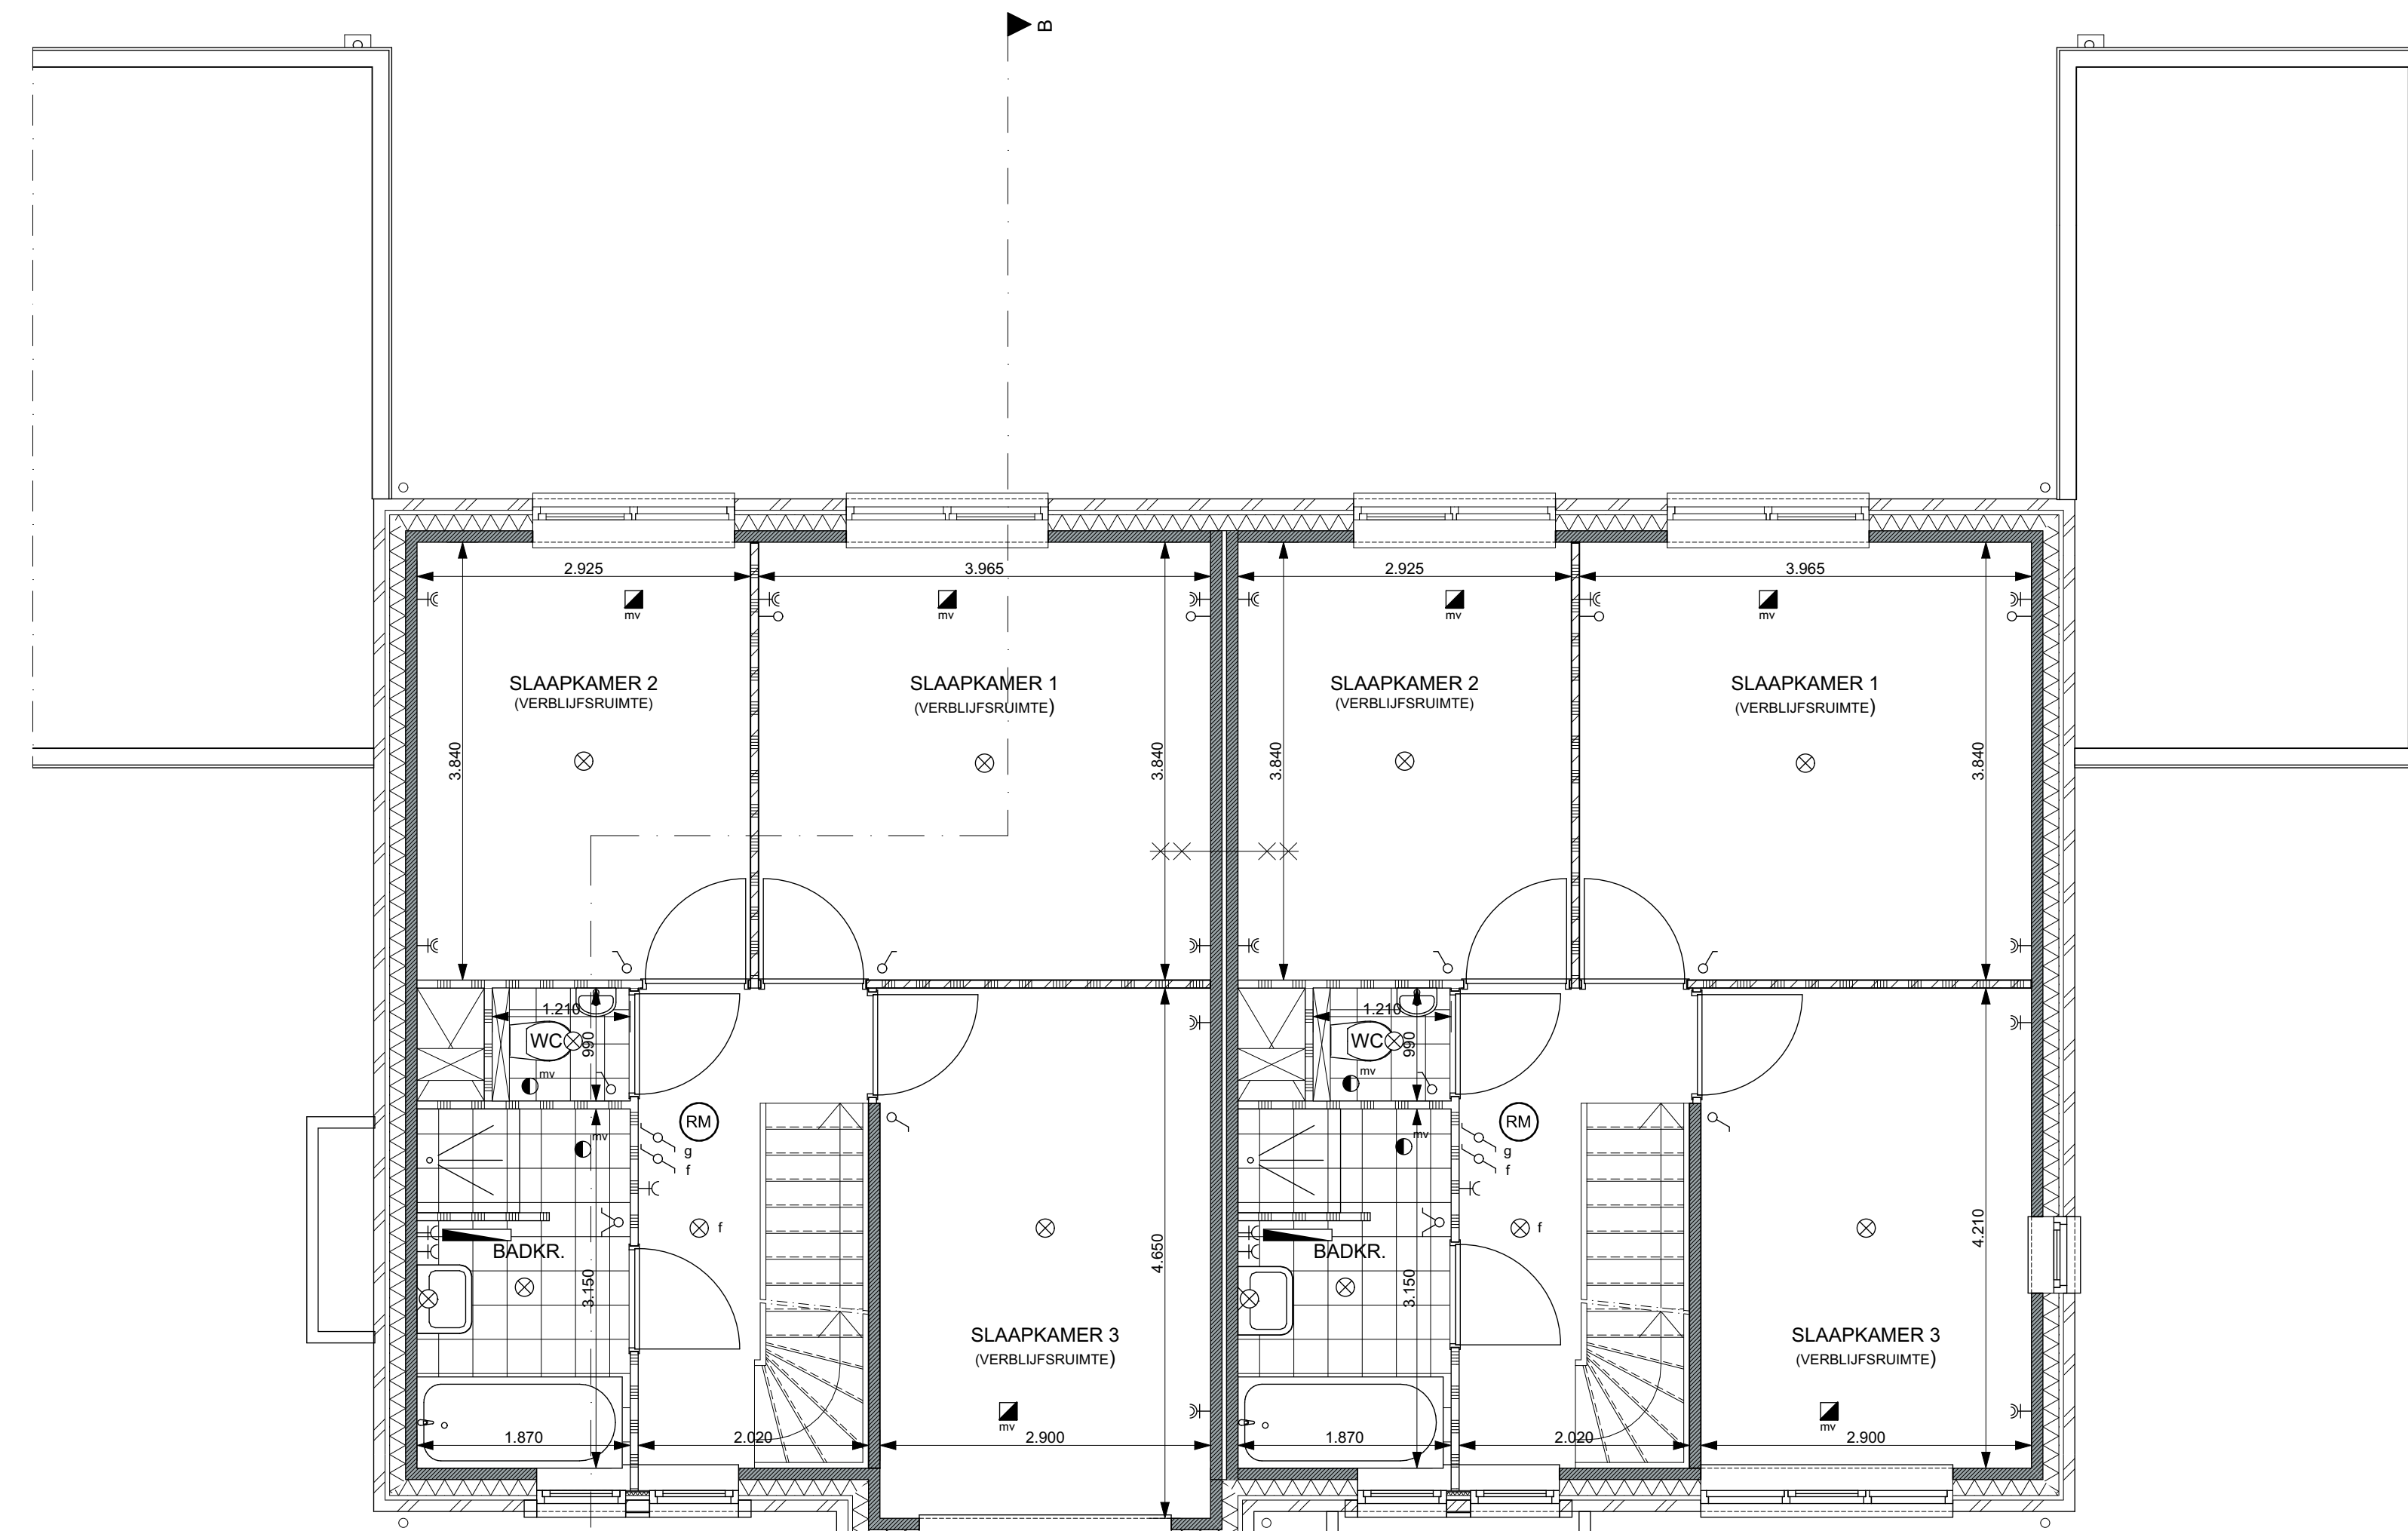 B
2.925
3.965
2.925
3.965
mv
mv
mv
mv
SLAAPKAMER 2
(VERBLIJFSRUIMTE)
SLAAPKAMER 1
(VERBLIJFSRUIMTE)
SLAAPKAMER 2
(VERBLIJFSRUIMTE)
SLAAPKAMER 1
(VERBLIJFSRUIMTE)
3.840
3.840
3.840
3.840
1.210
WC
990
mv
1.210
WC
990
mv
RM
RM
mv
g
f
mv
g
f
f
f
BADKR.
3.150
4.650
BADKR.
3.150
4.210
SLAAPKAMER 3
(VERBLIJFSRUIMTE)
SLAAPKAMER 3
(VERBLIJFSRUIMTE)
mv
mv
1.870
2.020
2.900
1.870
2.020
2.900